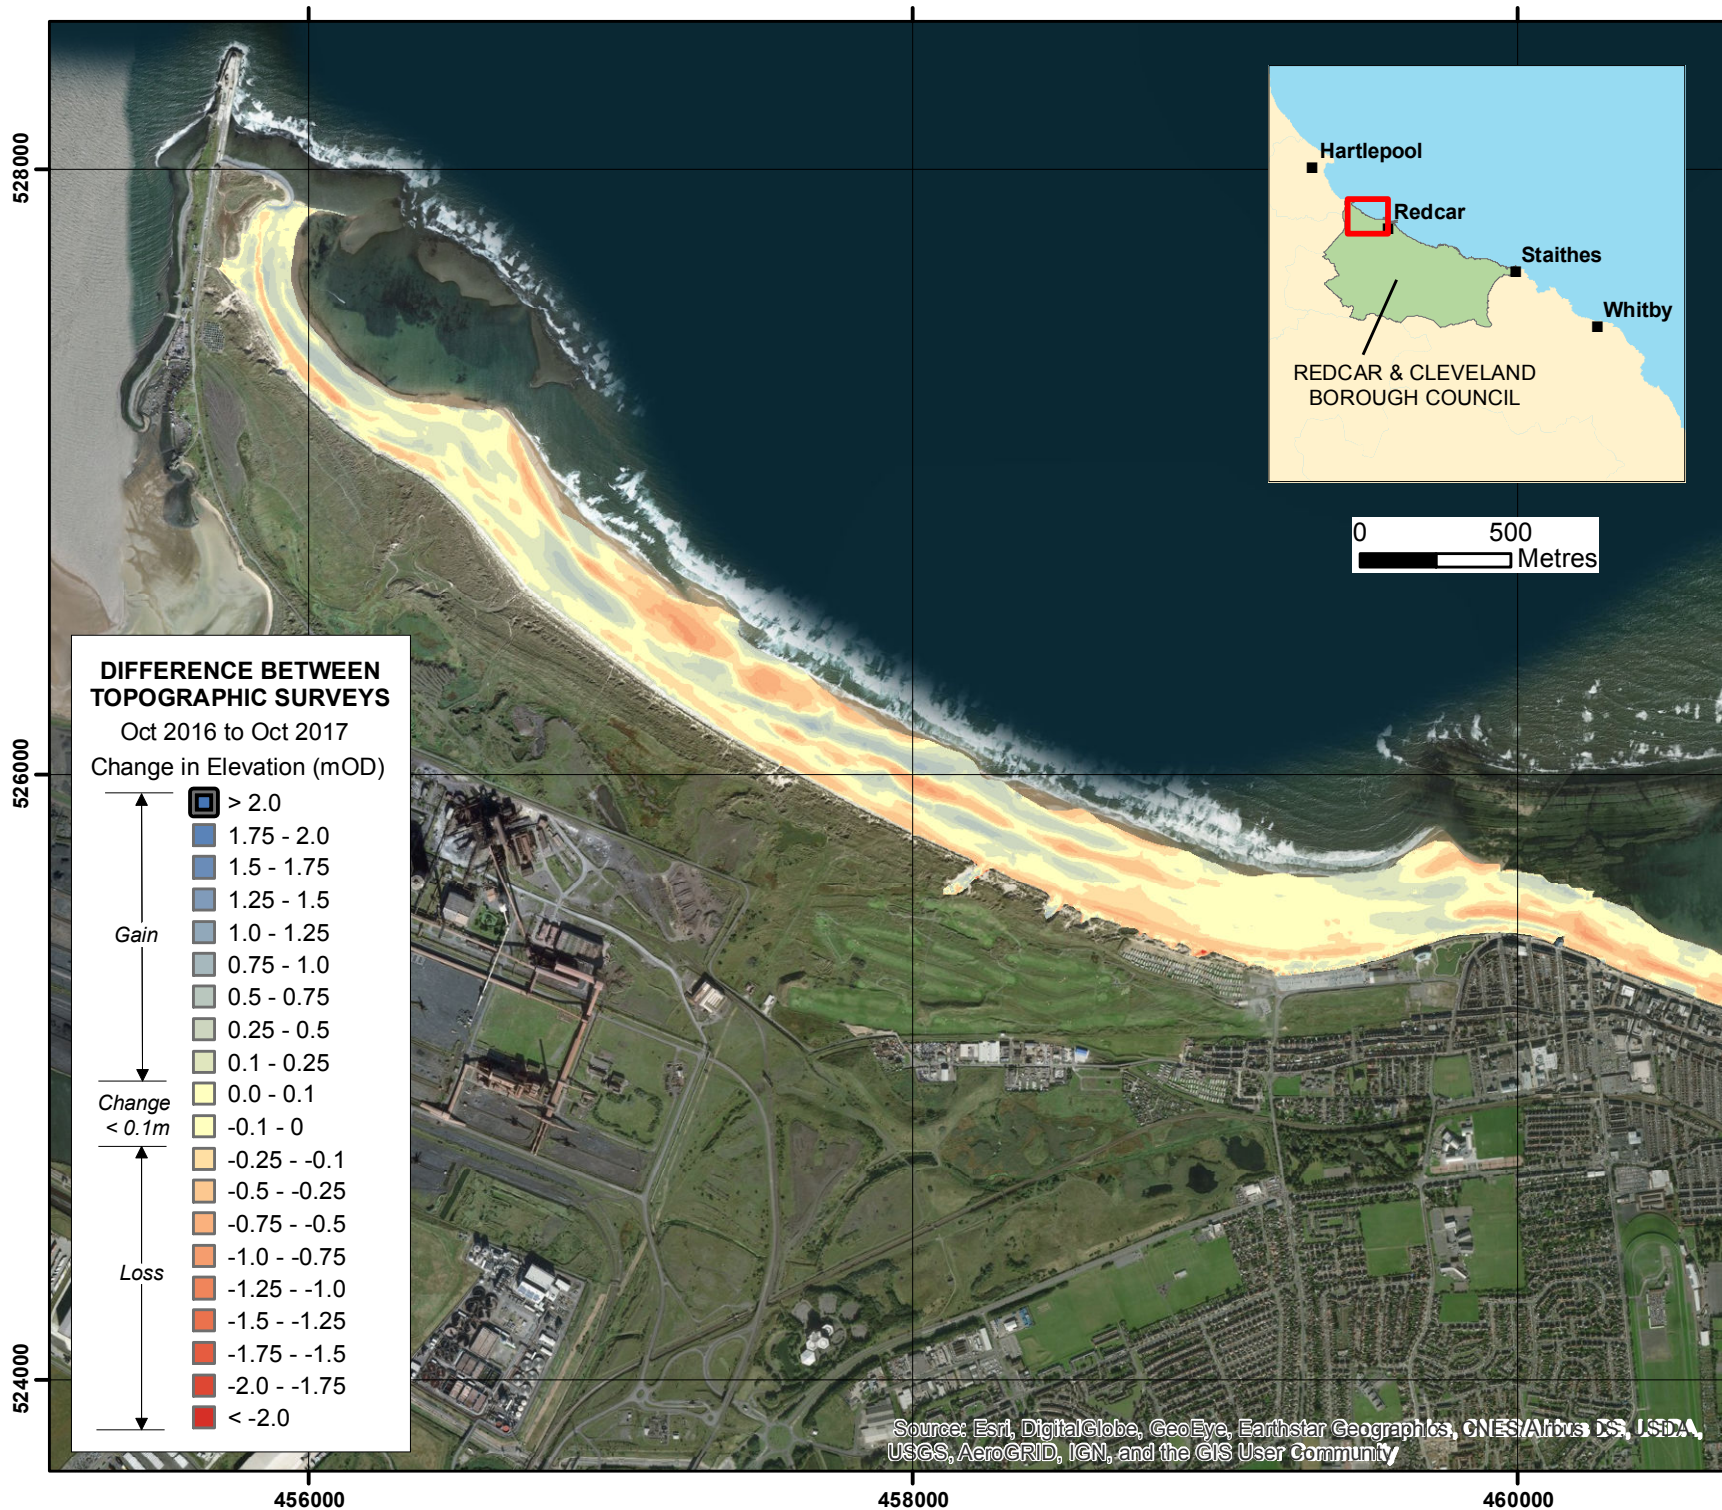 528000
526000
524000
456000
458000
460000
Hartlepool
Redcar
Staithes
Whitby
REDCAR & CLEVELAND
BOROUGH COUNCIL
0 500
Metres
DIFFERENCE BETWEEN
TOPOGRAPHIC SURVEYS
Oct 2016 to Oct 2017
Change in Elevation (mOD)
> 2.0
1.75 - 2.0
1.5 - 1.75
1.25 - 1.5
Gain
1.0 - 1.25
0.75 - 1.0
0.5 - 0.75
0.25 - 0.5
0.1 - 0.25
Change
< 0.1m
0.0 - 0.1
-0.1 - 0
-0.25 - -0.1
-0.5 - -0.25
-0.75 - -0.5
-1.0 - -0.75
Loss
-1.25 - -1.0
-1.5 - -1.25
-1.75 - -1.5
-2.0 - -1.75
< -2.0
Source: Esri, DigitalGlobe, GeoEye, Earthstar Geographics, CNES/Airbus DS, USDA,
USGS, AeroGRID, IGN, and the GIS User Community